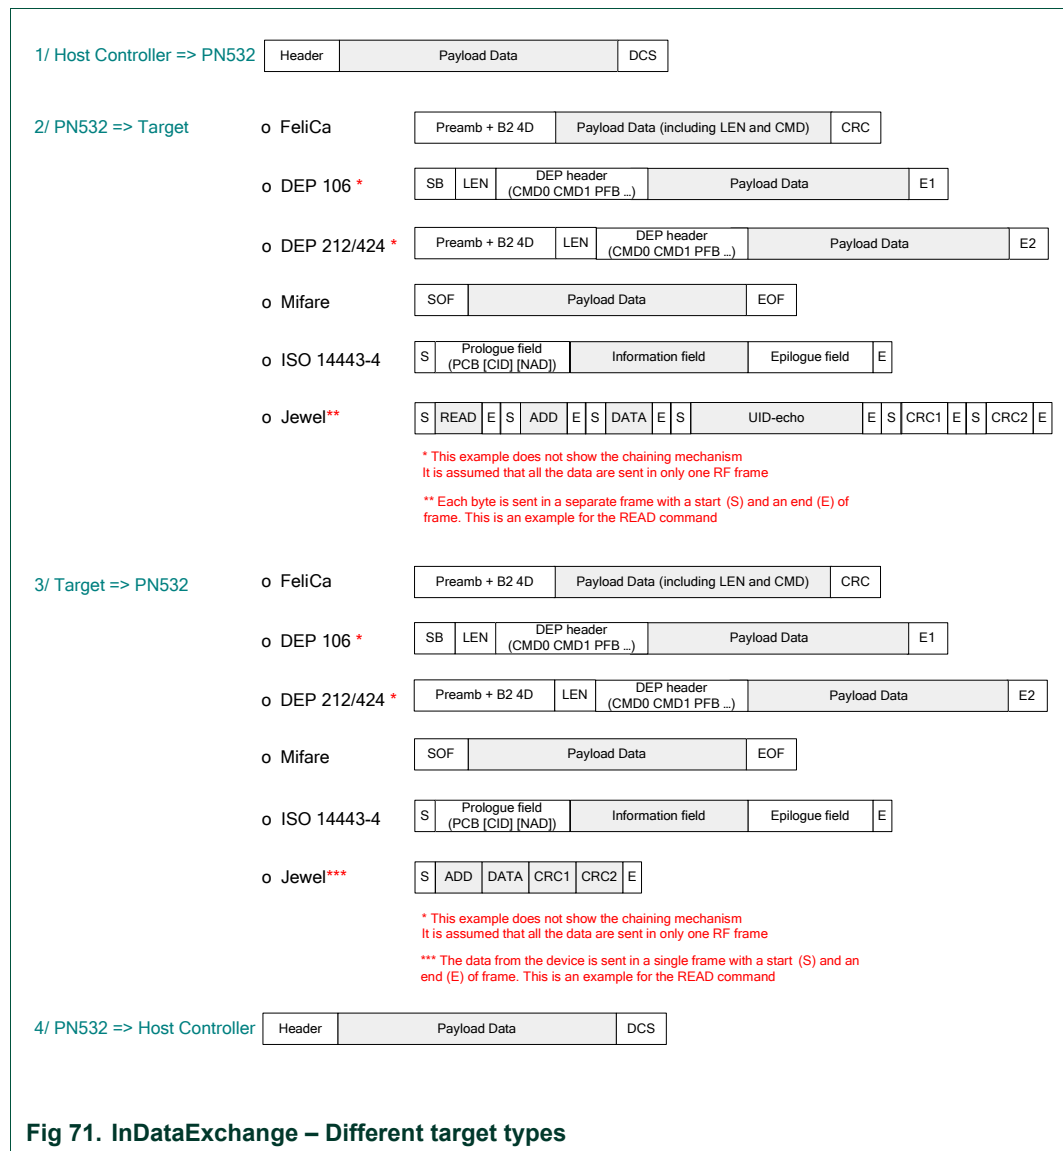 1/ Host Controller => PN532 Header Payload Data DCS
2/ PN532 => Target o FeliCa Preamb + B2 4D Payload Data (including LEN and CMD) CRC
o DEP 106 * SB LEN DEP header Payload Data E1
(CMD0 CMD1 PFB ...)
o DEP 212/424 * Preamb + B2 4D LEN DEP header Payload Data E2
(CMD0 CMD1 PFB ...)
o Mifare SOF Payload Data EOF
o ISO 14443-4 S Prologue field Information field Epilogue field E
(PCB [CID] [NAD])
o Jewel** S READ E S ADD E S DATA E S UID-echo E S CRC1 E S CRC2 E
* This example does not show the chaining mechanism
It is assumed that all the data are sent in only one RF frame
** Each byte is sent in a separate frame with a start (S) and an end (E) of
frame. This is an example for the READ command
3/ Target => PN532 o FeliCa Preamb + B2 4D Payload Data (including LEN and CMD) CRC
o DEP 106 * SB LEN DEP header Payload Data E1
(CMD0 CMD1 PFB ...)
o DEP 212/424 * Preamb + B2 4D LEN DEP header Payload Data E2
(CMD0 CMD1 PFB ...)
o Mifare SOF Payload Data EOF
o ISO 14443-4 S Prologue field Information field Epilogue field E
(PCB [CID] [NAD])
o Jewel*** S ADD DATA CRC1 CRC2 E
* This example does not show the chaining mechanism
It is assumed that all the data are sent in only one RF frame
*** The data from the device is sent in a single frame with a start (S) and an
end (E) of frame. This is an example for the READ command
4/ PN532 => Host Controller Header Payload Data DCS
Fig 71. InDataExchange – Different target types